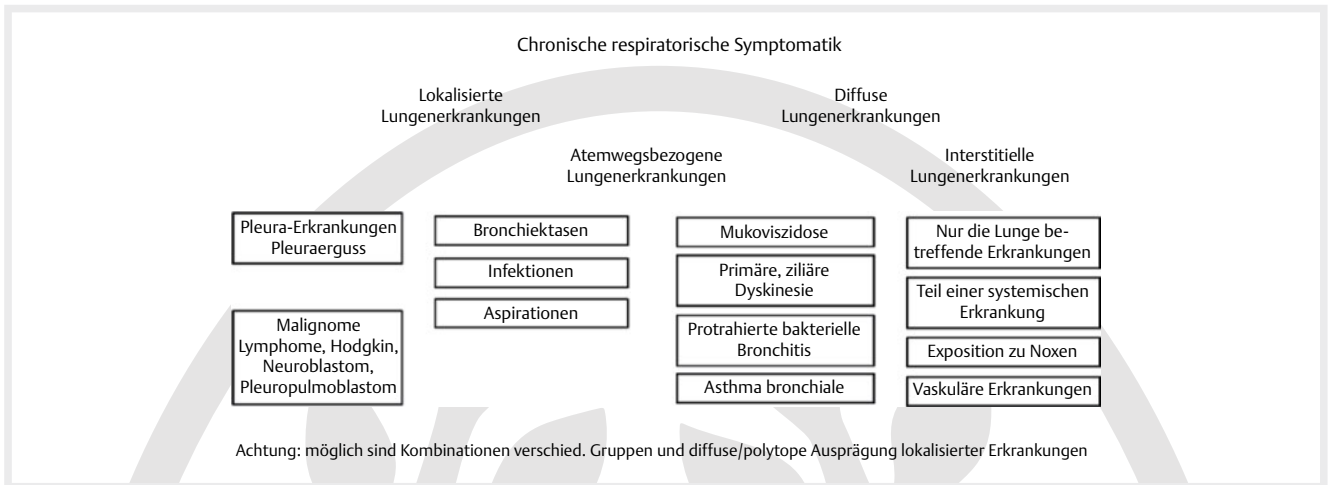 Chronische respiratorische Symptomatik
Lokalisierte
Lungenerkrankungen
Diffuse
Lungenerkrankungen
Atemwegsbezogene
Lungenerkrankungen
Interstitielle
Lungenerkrankungen
Pleura-Erkrankungen
Pleuraerguss
Malignome
Lymphome, Hodgkin,
Neuroblastom,
Pleuropulmoblastom
Bronchiektasen
Infektionen
Aspirationen
Mukoviszidose
Primäre, ziliäre
Dyskinesie
Protrahierte bakterielle
Bronchitis
Asthma bronchiale
Nur die Lunge be-
treffende Erkrankungen
Teil einer systemischen
Erkrankung
Exposition zu Noxen
Vaskuläre Erkrankungen
Achtung: möglich sind Kombinationen verschied. Gruppen und diffuse/polytope Ausprägung lokalisierter Erkrankungen